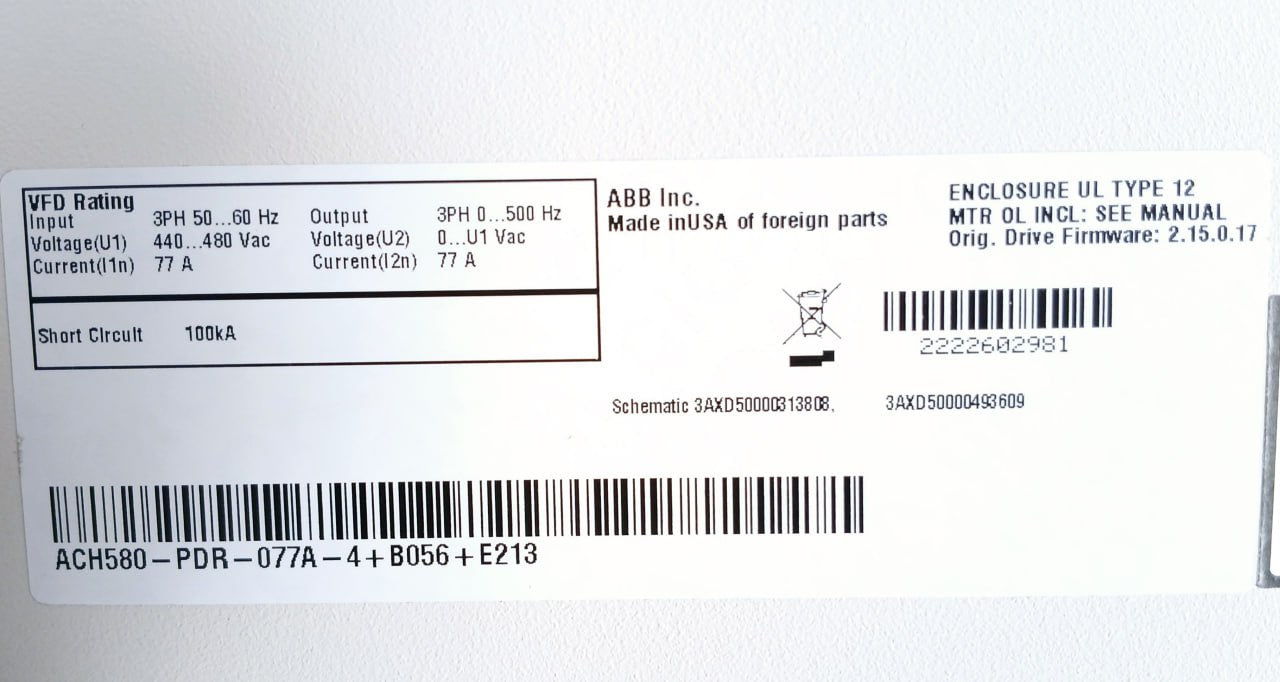 VFD Rating
Input 3PH 50...60 Hz Output 3PH 0...500 Hz
Voltage(U1) 440...480 Vac Voltage(U2) 0...U1 Vac
Current(I1n) 77 A Current(I2n) 77 A
Short CIrcuIt 100kA
ABB Inc.
Made inUSA of foreign parts
ENCLOSURE UL TYPE 12
MTR OL INCL: SEE MANUAL
Orig. Drive Firmware: 2.15.0.17
2222602981
Schematic 3AXD50000313808, 3AXD50000493609
ACH580-PDR-077A-4+B056+E213